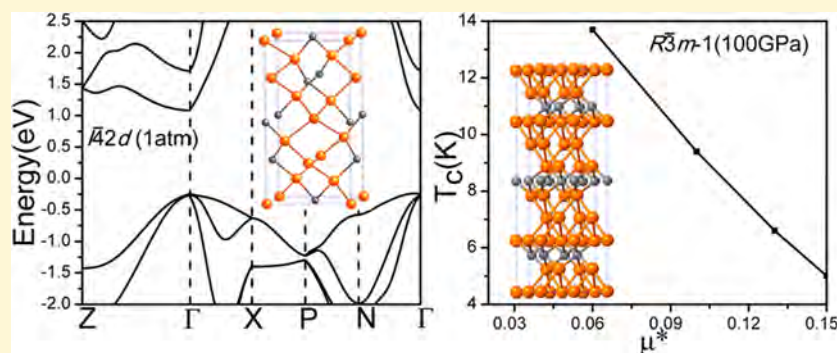 2.5
2.0
1.5
1.0
0.5
0.0
-0.5
-1.0
-1.5
-2.0
Energy(eV)
I4̄2d (1atm)
Z Γ X P N Γ
14
12
10
8
6
4
T_C(K)
R3̄m-1(100GPa)
0.03 0.06 0.09 0.12 0.15
μ*